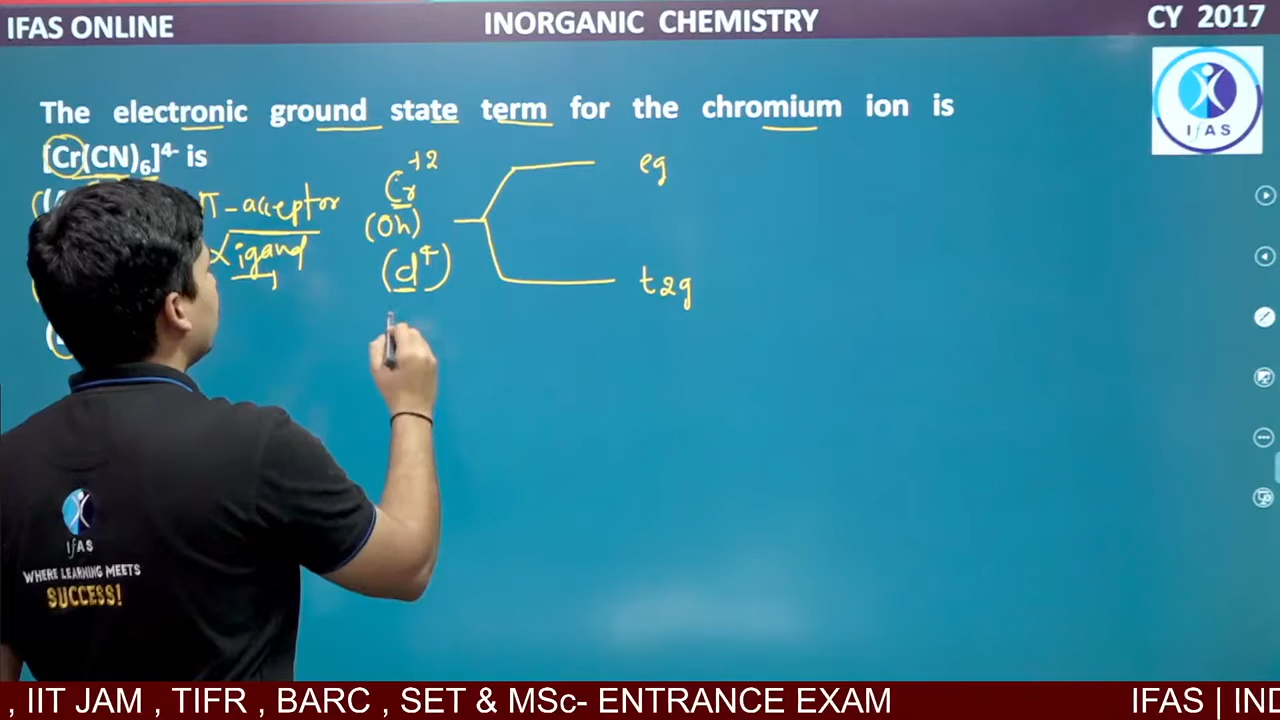 IFAS ONLINE
INORGANIC CHEMISTRY
CY 2017
The electronic ground state term for the chromium ion is
[Cr(CN)6]4- is
IfAS
π-acceptor
Ligand
Cr+2
(Oh)
(d4)
eg
t2g
IfAS
WHERE LEARNING MEETS
SUCCESS!
, IIT JAM , TIFR , BARC , SET & MSc- ENTRANCE EXAM
IFAS | IND